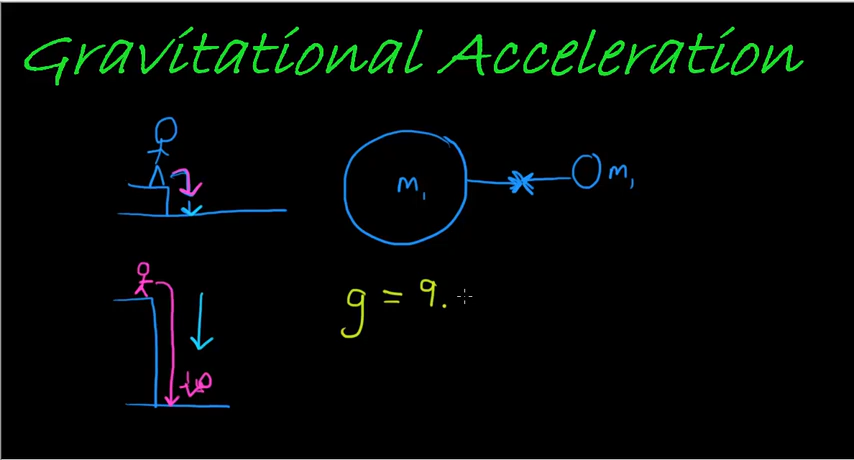 Gravitational Acceleration
m₁
m₁
g = 9.